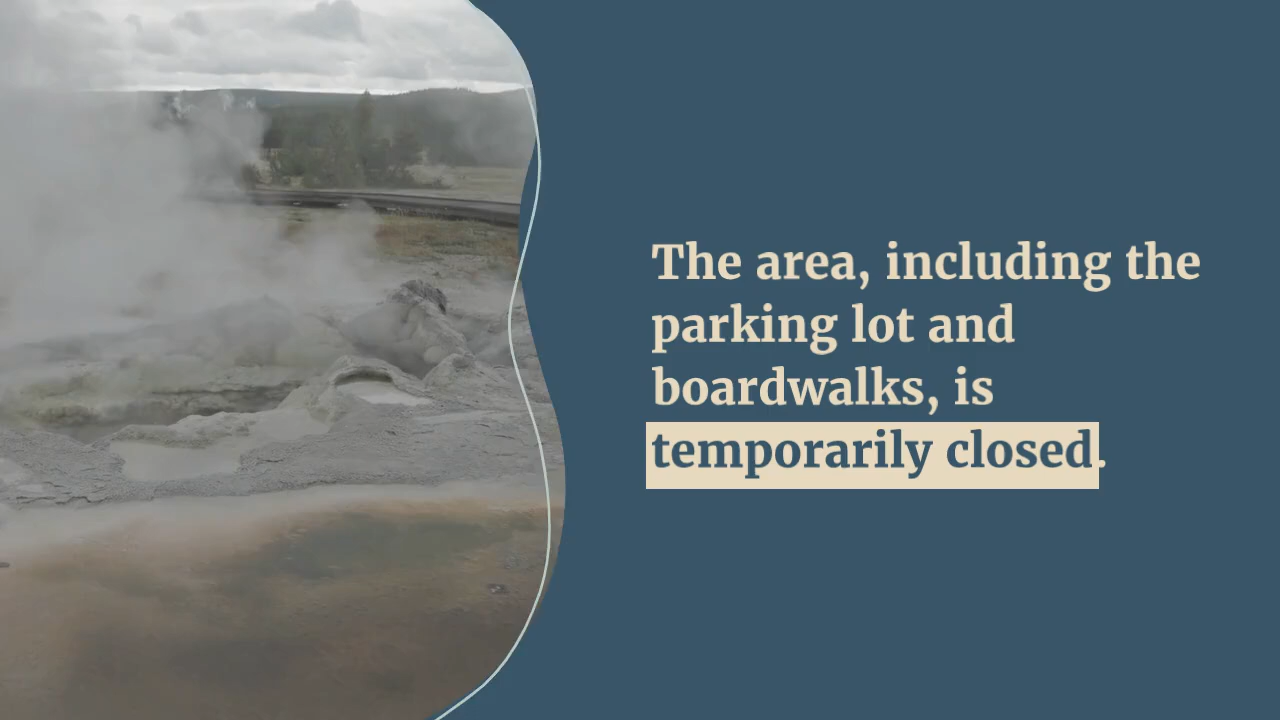 The area, including the
parking lot and
boardwalks, is
temporarily closed.